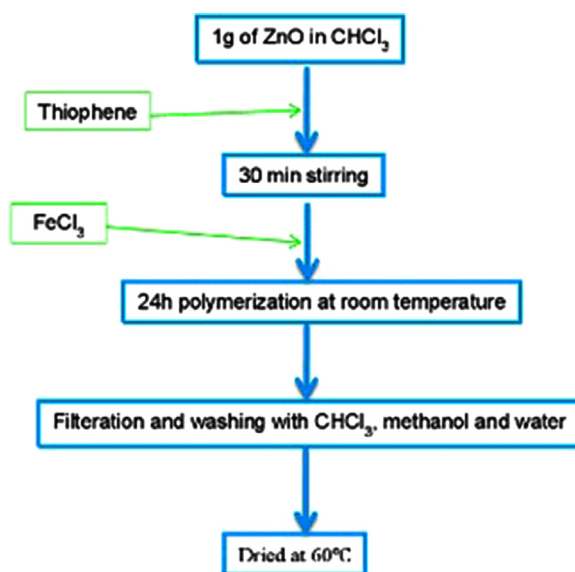 1g of ZnO in CHCl₃
Thiophene
30 min stirring
FeCl₃
24h polymerization at room temperature
Filteration and washing with CHCl₃, methanol and water
Dried at 60°C